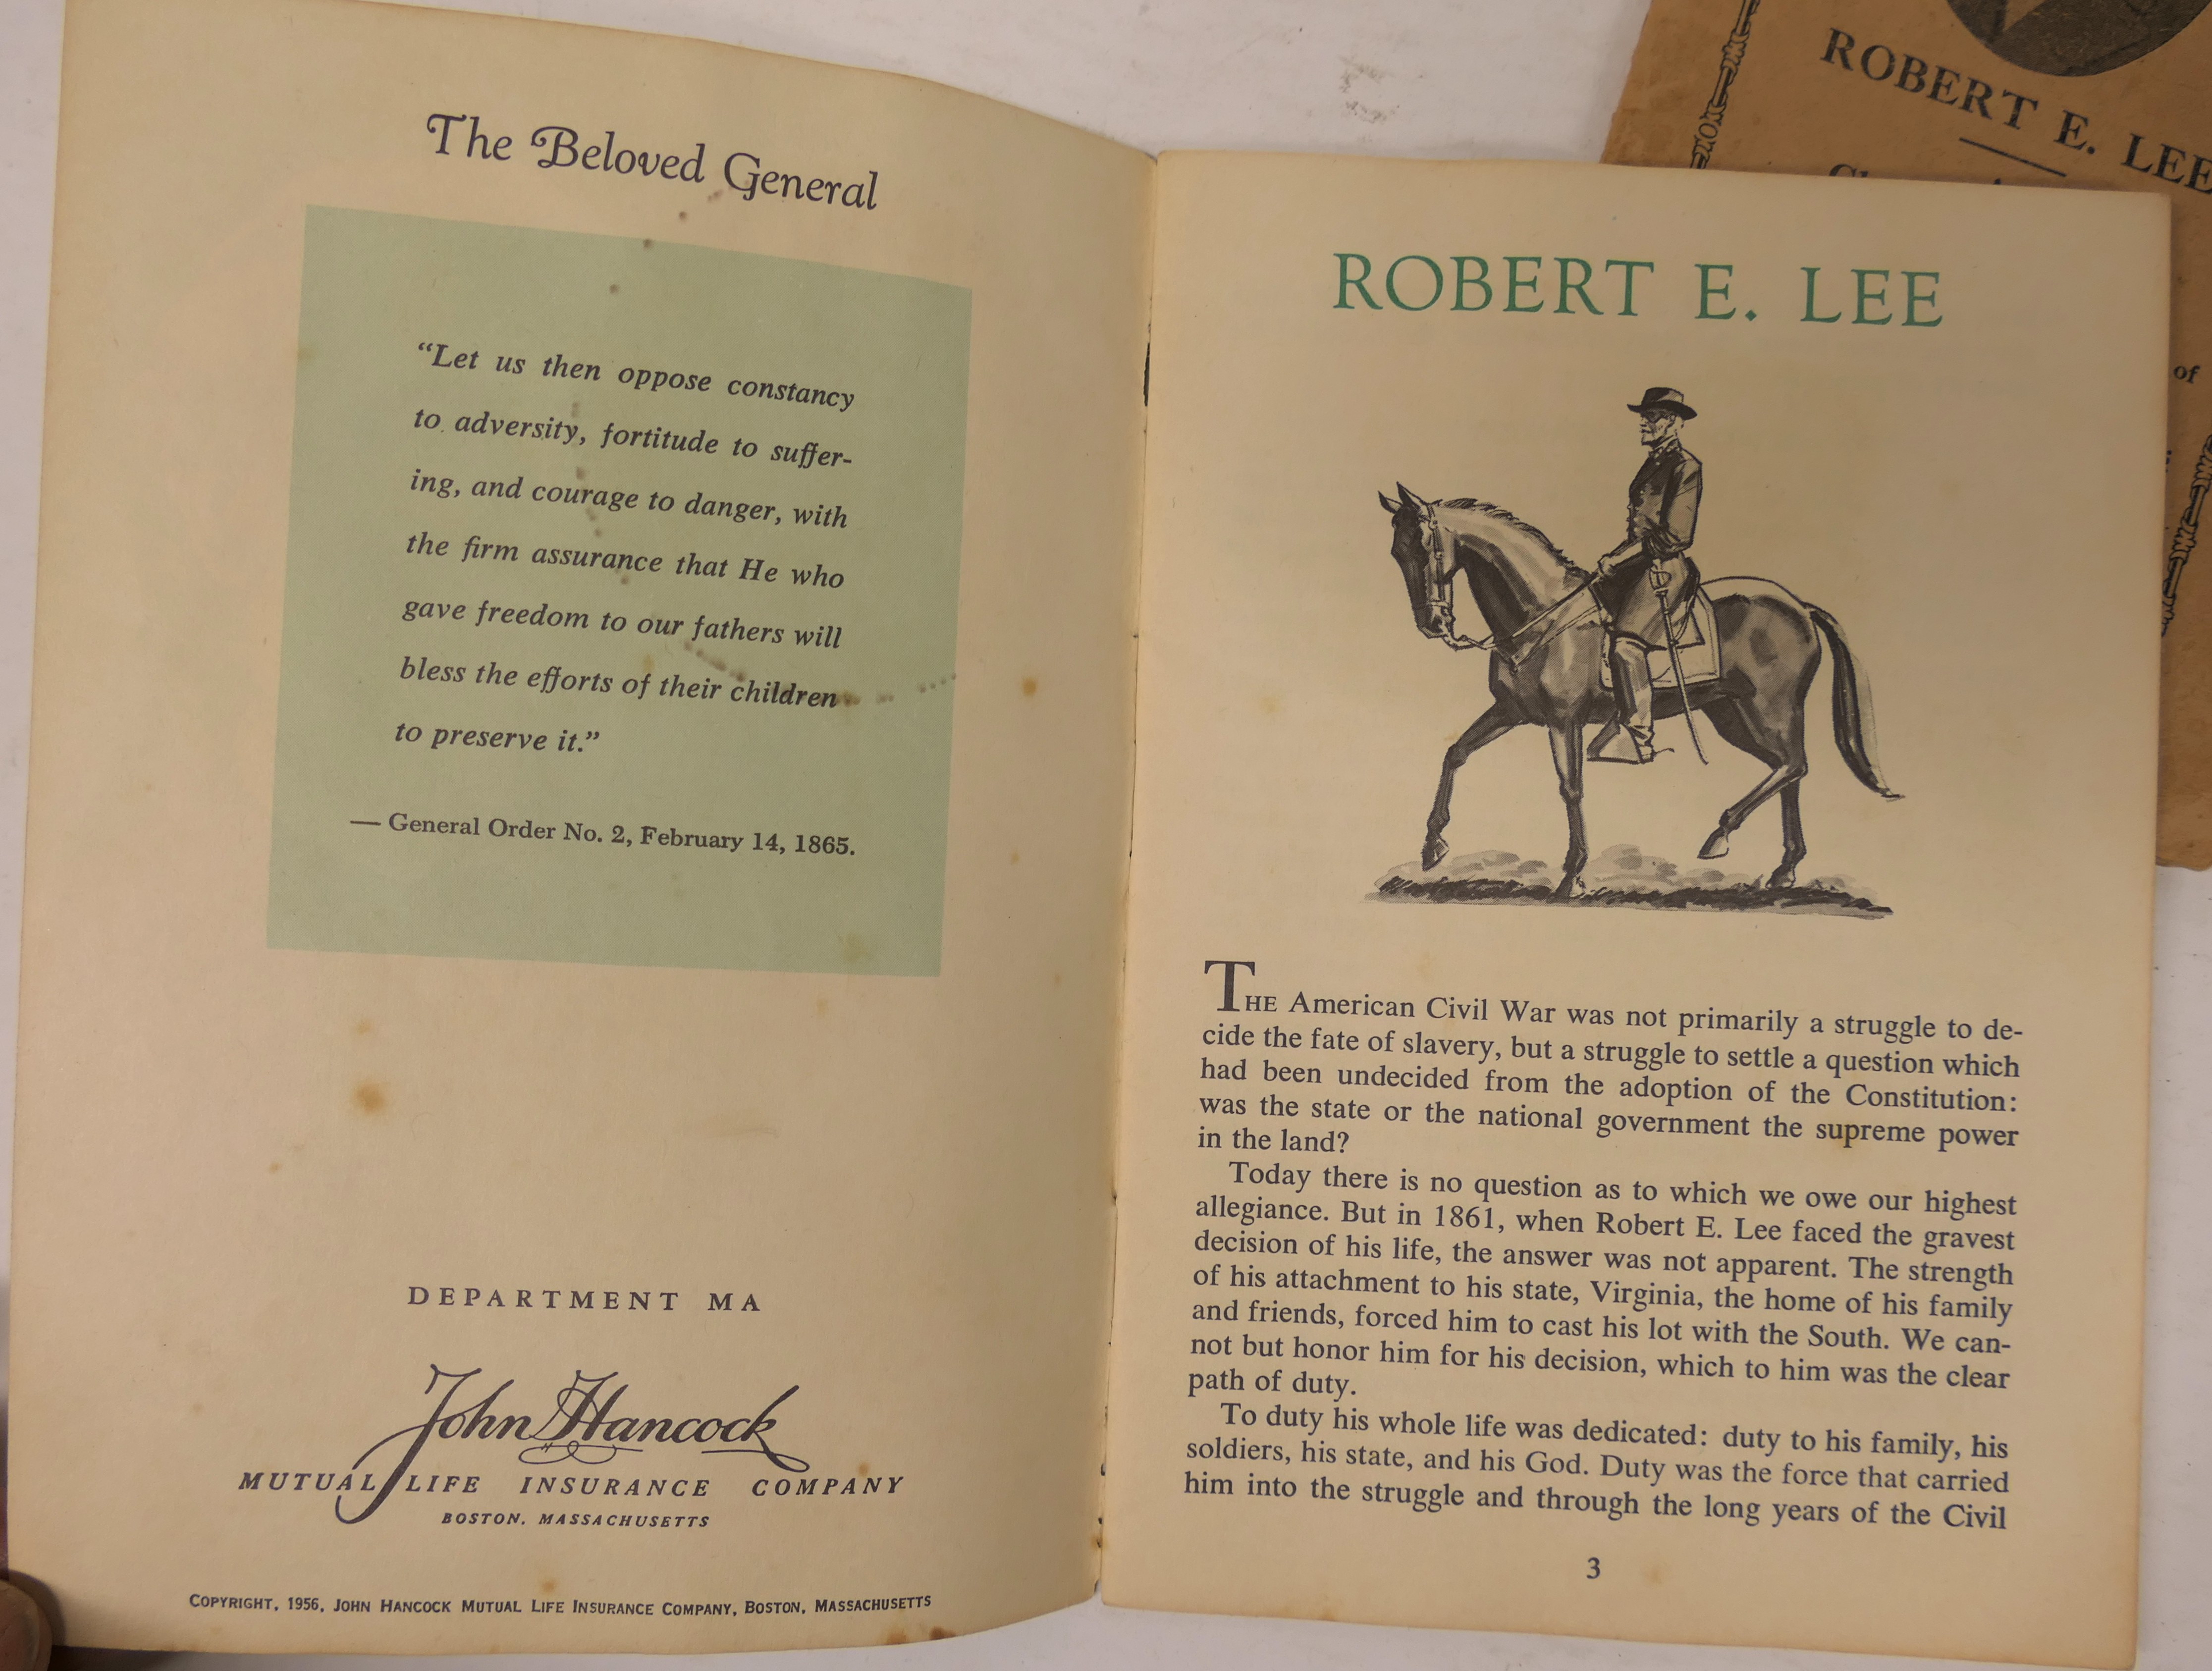 The Beloved General
“Let us then oppose constancy
to adversity, fortitude to suffer-
ing, and courage to danger, with
the firm assurance that He who
gave freedom to our fathers will
bless the efforts of their children
to preserve it.”
— General Order No. 2, February 14, 1865.
DEPARTMENT MA
John Hancock
MUTUAL LIFE INSURANCE COMPANY
BOSTON, MASSACHUSETTS
COPYRIGHT, 1956, JOHN HANCOCK MUTUAL LIFE INSURANCE COMPANY, BOSTON, MASSACHUSETTS
ROBERT E. LEE
THE American Civil War was not primarily a struggle to de-
cide the fate of slavery, but a struggle to settle a question which
had been undecided from the adoption of the Constitution:
was the state or the national government the supreme power
in the land?
Today there is no question as to which we owe our highest
allegiance. But in 1861, when Robert E. Lee faced the gravest
decision of his life, the answer was not apparent. The strength
of his attachment to his state, Virginia, the home of his family
and friends, forced him to cast his lot with the South. We can-
not but honor him for his decision, which to him was the clear
path of duty.
To duty his whole life was dedicated: duty to his family, his
soldiers, his state, and his God. Duty was the force that carried
him into the struggle and through the long years of the Civil
3
ROBERT E. LEE
of